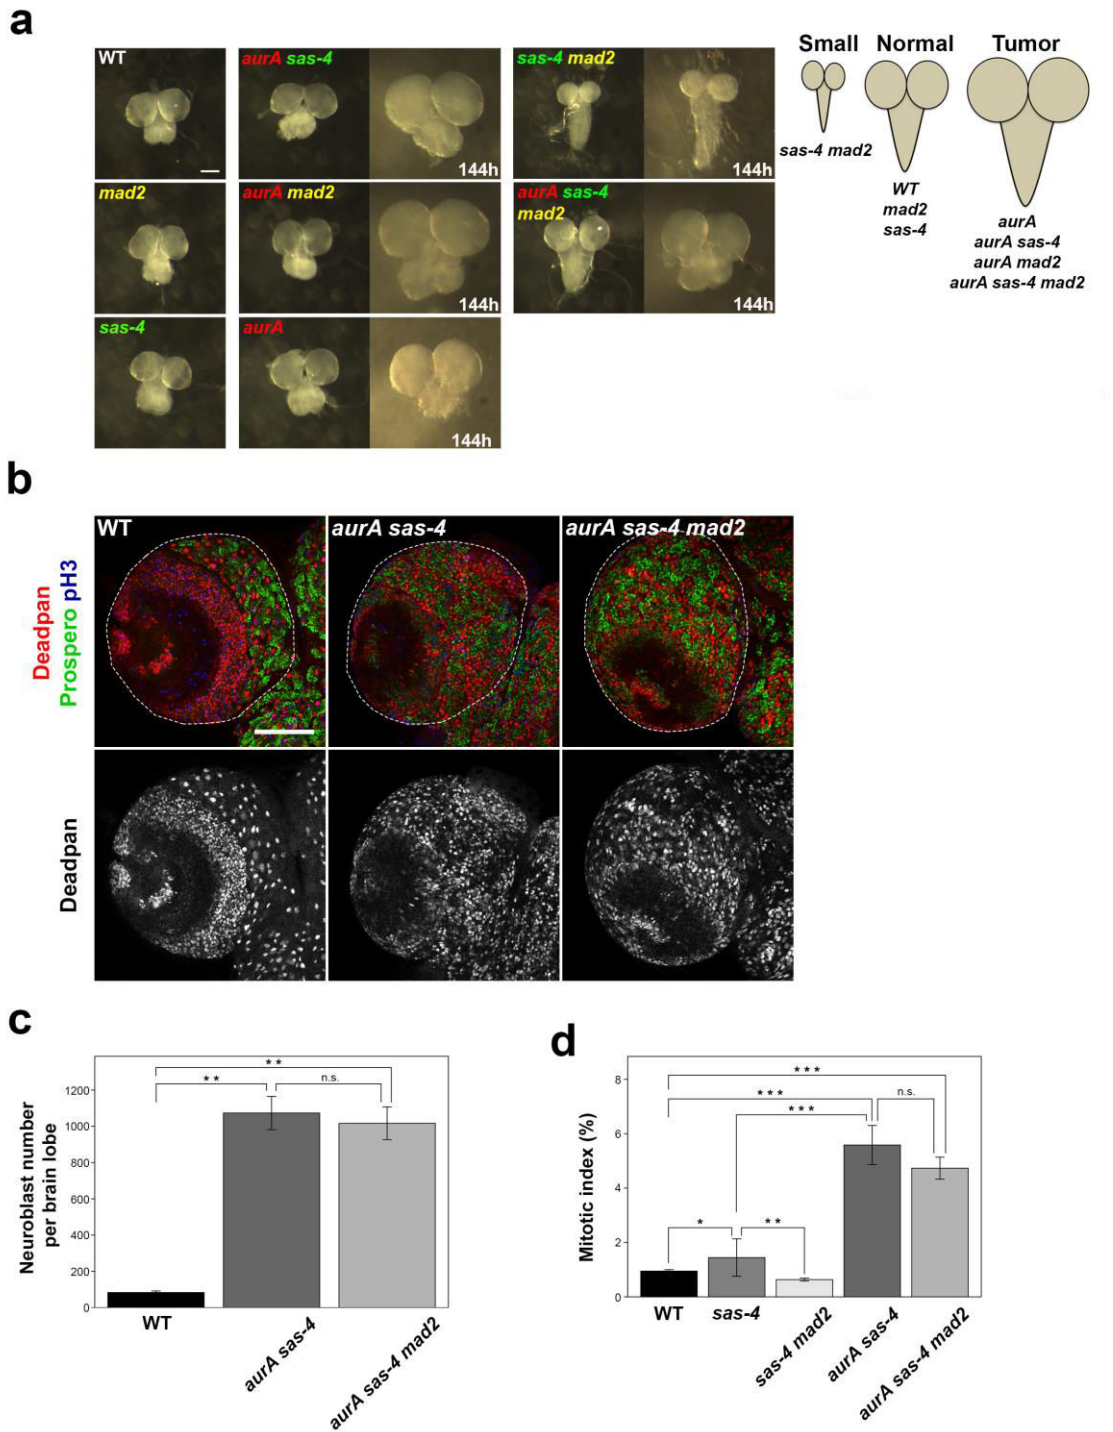 a
WT
aurA sas-4
144h
sas-4 mad2
144h
mad2
aurA mad2
144h
aurA sas-4
mad2
144h
sas-4
aurA
144h
Small
Normal
Tumor
sas-4 mad2
WT
mad2
sas-4
aurA
aurA sas-4
aurA mad2
aurA sas-4 mad2
b
WT
aurA sas-4
aurA sas-4 mad2
Deadpan
Prospero pH3
Deadpan
c
Neuroblast number
per brain lobe
1200
1000
800
600
400
200
0
* *
* *
n.s.
WT
aurA sas-4
aurA sas-4 mad2
d
Mitotic index (%)
8
6
4
2
0
* * *
* * *
n.s.
* * *
*
* *
WT
sas-4
sas-4 mad2
aurA sas-4
aurA sas-4 mad2